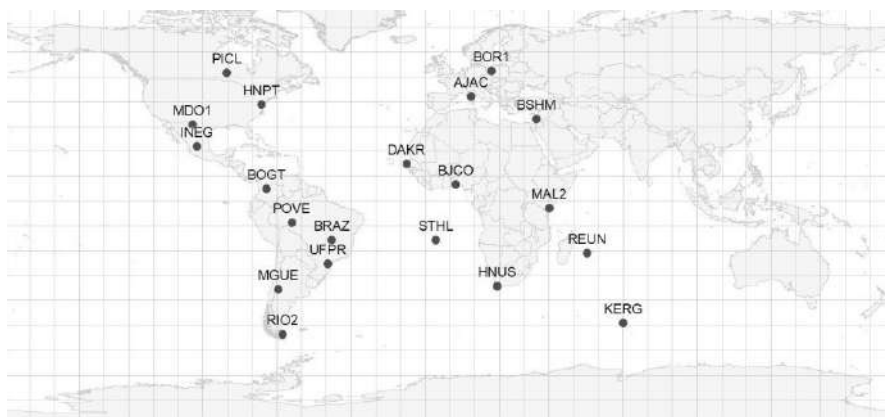 PICL
BOR1
HNPT
AJAC
MDO1
BSHM
INEG
DAKR
BJCO
BOGT
MAL2
POVE
BRAZ
STHL
UFPR
REUN
MGUE
HNUS
KERG
RIO2